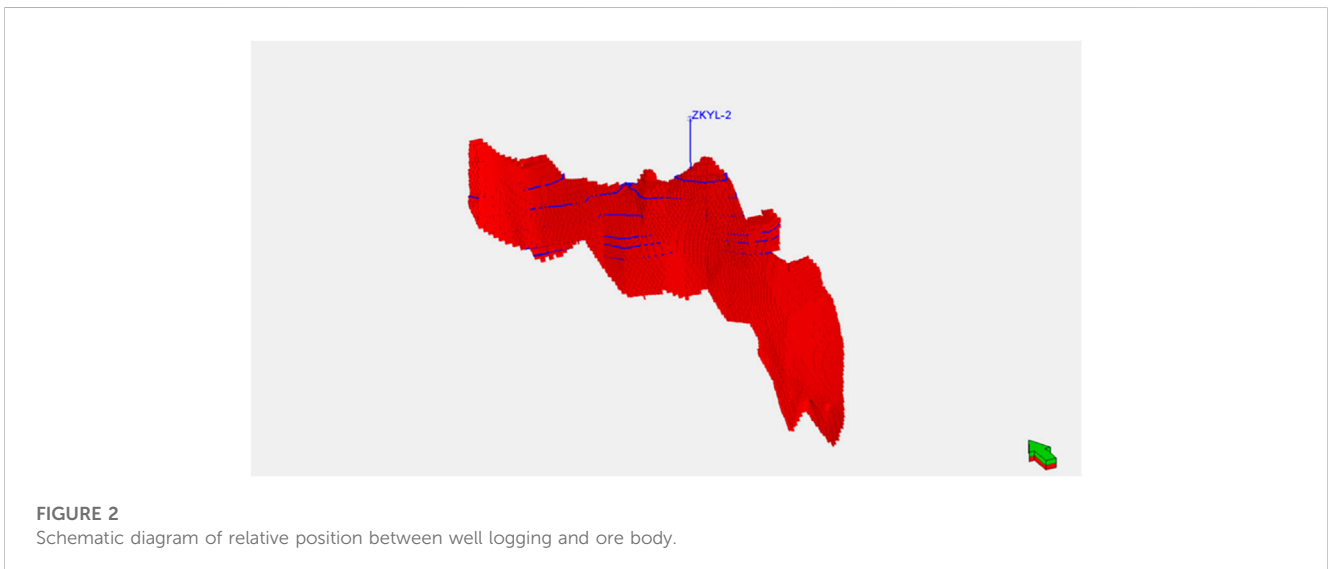 ZKYL-2
FIGURE 2
Schematic diagram of relative position between well logging and ore body.